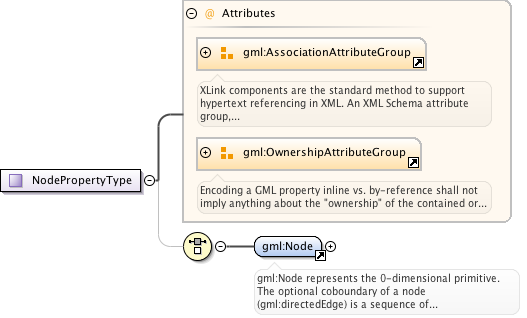 @ Attributes
gml:AssociationAttributeGroup
XLink components are the standard method to support
hypertext referencing in XML. An XML Schema attribute
group,...
gml:OwnershipAttributeGroup
Encoding a GML property inline vs. by-reference shall not
imply anything about the "ownership" of the contained or...
NodePropertyType
gml:Node
gml:Node represents the 0-dimensional primitive.
The optional coboundary of a node
(gml:directedEdge) is a sequence of...